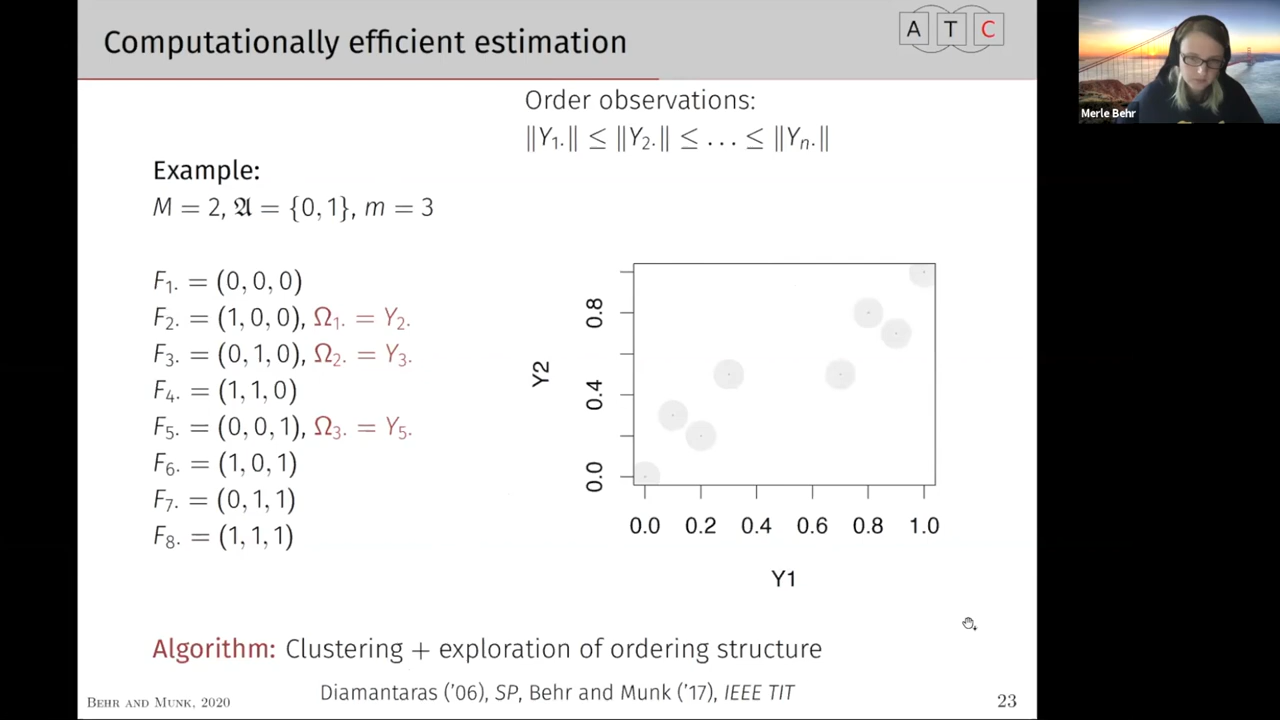 Computationally efficient estimation
A T C
Order observations:
‖Y₁.‖ ≤ ‖Y₂.‖ ≤ ... ≤ ‖Yₙ.‖
Example:
M = 2, 𝔄 = {0, 1}, m = 3
F₁. = (0, 0, 0)
F₂. = (1, 0, 0), Ω₁. = Y₂.
F₃. = (0, 1, 0), Ω₂. = Y₃.
F₄. = (1, 1, 0)
F₅. = (0, 0, 1), Ω₃. = Y₅.
F₆. = (1, 0, 1)
F₇. = (0, 1, 1)
F₈. = (1, 1, 1)
Y2
0.8
0.4
0.0
0.0 0.2 0.4 0.6 0.8 1.0
Y1
Algorithm: Clustering + exploration of ordering structure
Diamantaras ('06), SP, Behr and Munk ('17), IEEE TIT
Behr and Munk, 2020
23
Merle Behr